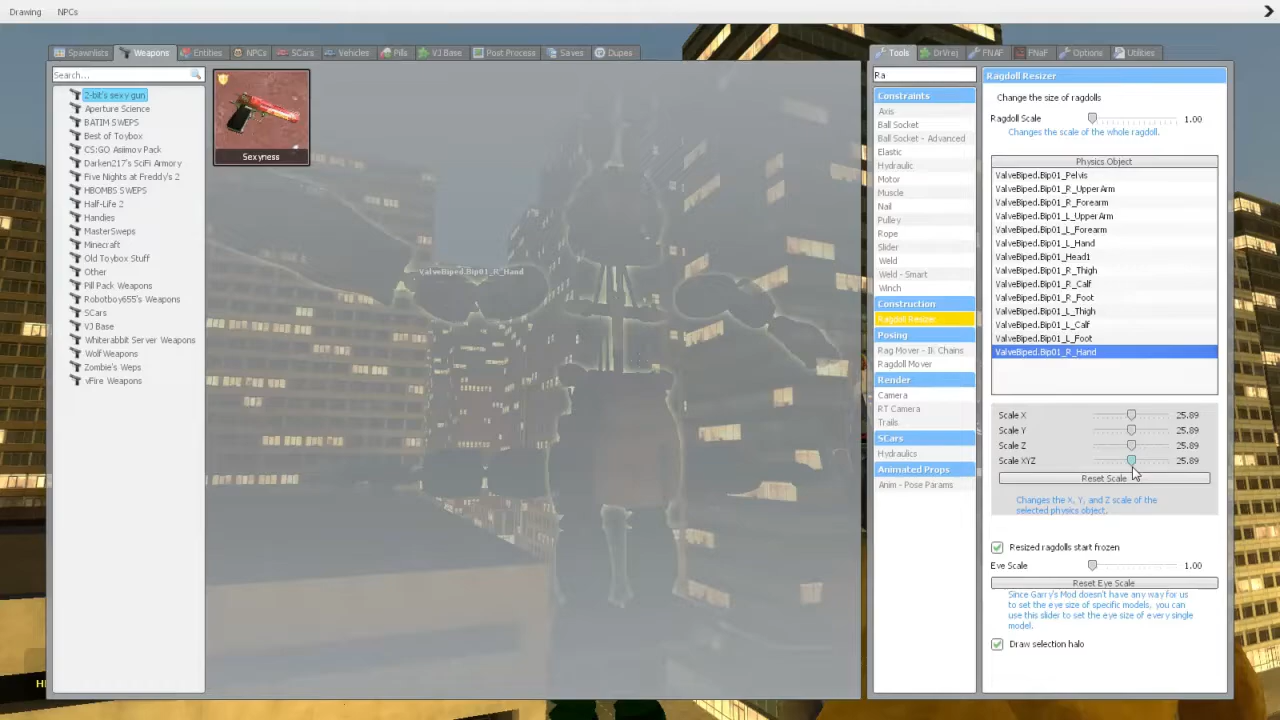 Drawing NPCs
Spawnlists Weapons Entities NPCs SCars Vehicles Pills VJ Base Post Process Saves Dupes
Search...
2-bit's sexy gun
Aperture Science
BATIM SWEPS
Best of Toybox
CS:GO Asimov Pack
Darken217's SciFi Armory
Five Nights at Freddy's 2
HBOMBS SWEPS
Half-Life 2
Handies
MasterSweps
Minecraft
Old Toybox Stuff
Other
Pill Pack Weapons
Robotboy655's Weapons
SCars
VJ Base
Whiterabbit Server Weapons
Wolf Weapons
Zombie's Weps
vFire Weapons
Sexyness
ValveBiped.Bip01_R_Hand
Tools DrVrej FNAF FNaF Options Utilities
Ra
Constraints
Axis
Ball Socket
Ball Socket - Advanced
Elastic
Hydraulic
Motor
Muscle
Nail
Pulley
Rope
Slider
Weld
Weld - Smart
Winch
Construction
Ragdoll Resizer
Posing
Rag Mover - IK Chains
Ragdoll Mover
Render
Camera
RT Camera
Trails
SCars
Hydraulics
Animated Props
Anim - Pose Params
Ragdoll Resizer
Change the size of ragdolls
Ragdoll Scale 1.00
Changes the scale of the whole ragdoll.
Physics Object
ValveBiped.Bip01_Pelvis
ValveBiped.Bip01_R_UpperArm
ValveBiped.Bip01_R_Forearm
ValveBiped.Bip01_L_UpperArm
ValveBiped.Bip01_L_Forearm
ValveBiped.Bip01_L_Hand
ValveBiped.Bip01_Head1
ValveBiped.Bip01_R_Thigh
ValveBiped.Bip01_R_Calf
ValveBiped.Bip01_R_Foot
ValveBiped.Bip01_L_Thigh
ValveBiped.Bip01_L_Calf
ValveBiped.Bip01_L_Foot
ValveBiped.Bip01_R_Hand
Scale X 25.89
Scale Y 25.89
Scale Z 25.89
Scale XYZ 25.89
Reset Scale
Changes the X, Y, and Z scale of the
selected physics object.
Resized ragdolls start frozen
Eye Scale 1.00
Reset Eye Scale
Since Garry's Mod doesn't have any way for us
to set the eye size of specific models, you can
use this slider to set the eye size of every single
model.
Draw selection halo